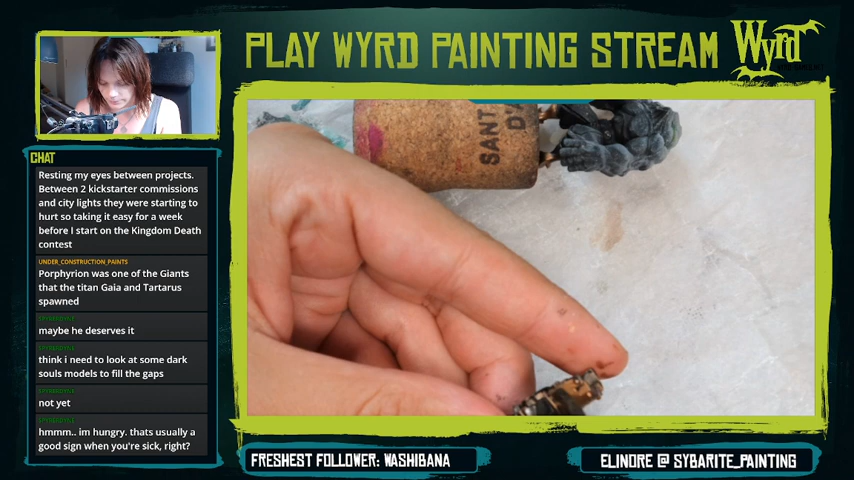 PLAY WYRD PAINTING STREAM
Wyrd
CHAT
Resting my eyes between projects.
Between 2 kickstarter commissions
and city lights they were starting to
hurt so taking it easy for a week
before I start on the Kingdom Death
contest
UNDER_CONSTRUCTION_PAINTS
Porphyrion was one of the Giants
that the titan Gaia and Tartarus
spawned
maybe he deserves it
think i need to look at some dark
souls models to fill the gaps
not yet
hmmm.. im hungry. thats usually a
good sign when you're sick, right?
SANT
FRESHEST FOLLOWER: WASHIBANA
ELINORE @ SYBARITE_PAINTING